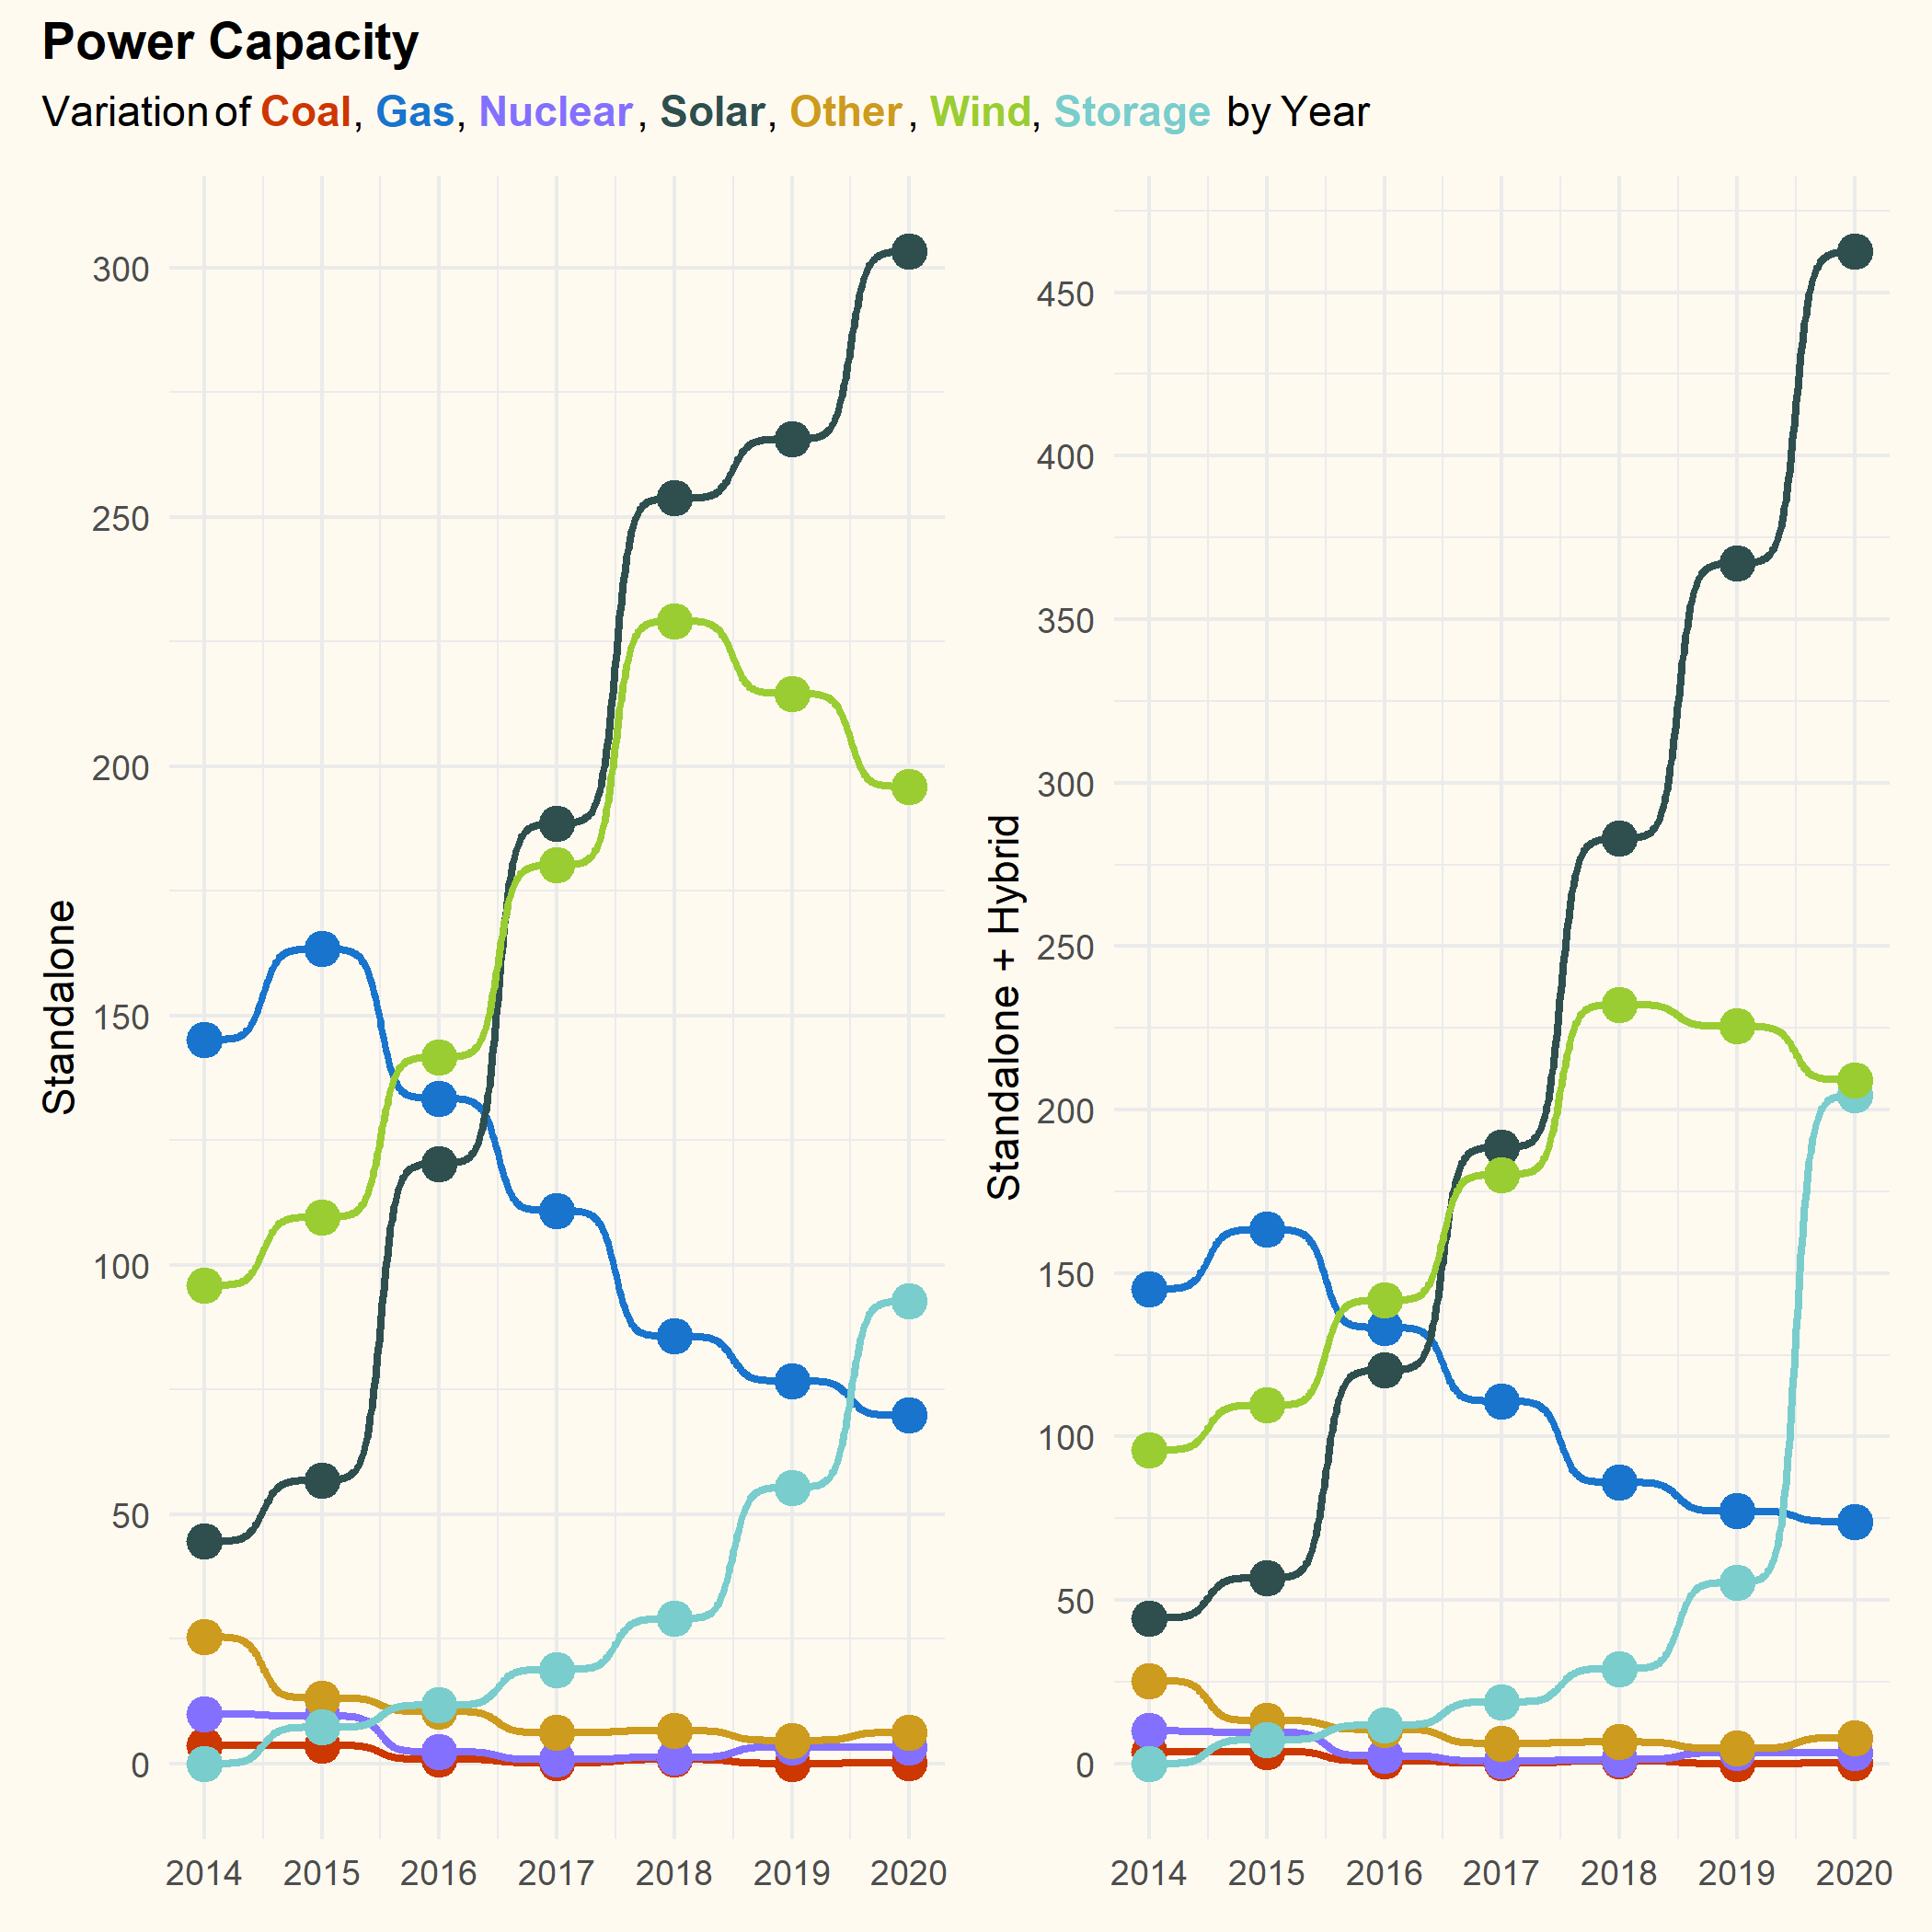 Power Capacity
Variation of Coal, Gas, Nuclear, Solar, Other, Wind, Storage by Year
Standalone
300
250
200
150
100
50
0
2014 2015 2016 2017 2018 2019 2020
Standalone + Hybrid
450
400
350
300
250
200
150
100
50
0
2014 2015 2016 2017 2018 2019 2020